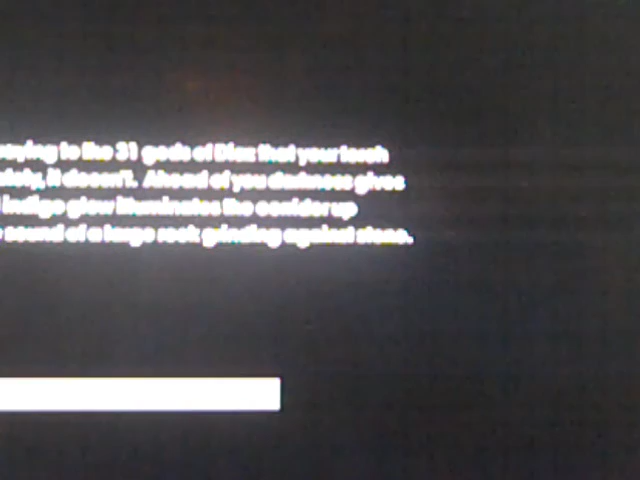 to the 31 gods of Diaz that your torch
it doesn't. Ahead of you darkness gives
indigo glow illuminates the corridor up
sound of a large rock grinding against stone.